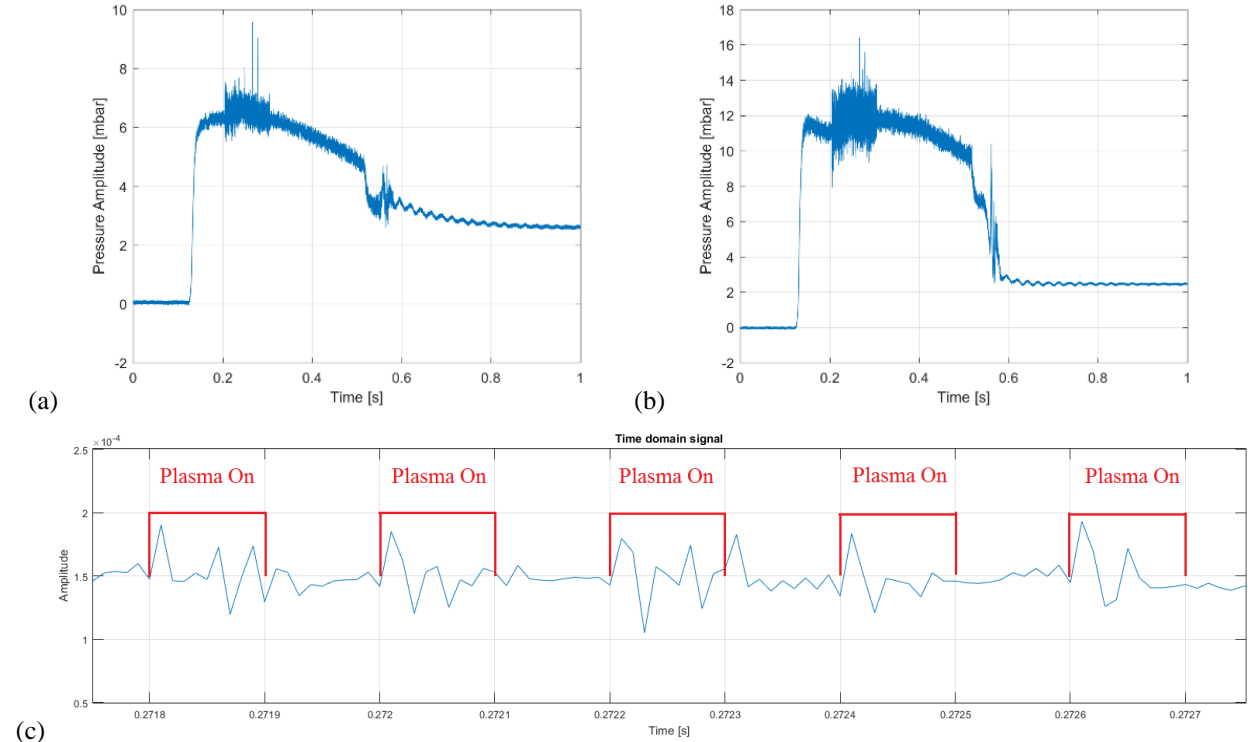 10
8
6
4
2
0
-2
Pressure Amplitude [mbar]
0 0.2 0.4 0.6 0.8 1
Time [s]
(a)
18
16
14
12
10
8
6
4
2
0
-2
Pressure Amplitude [mbar]
0 0.2 0.4 0.6 0.8 1
Time [s]
(b)
Time domain signal
×10⁻⁴
2.5
2
1.5
1
0.5
Amplitude
Plasma On Plasma On Plasma On Plasma On Plasma On
0.2718 0.2719 0.272 0.2721 0.2722 0.2723 0.2724 0.2725 0.2726 0.2727
Time [s]
(c)